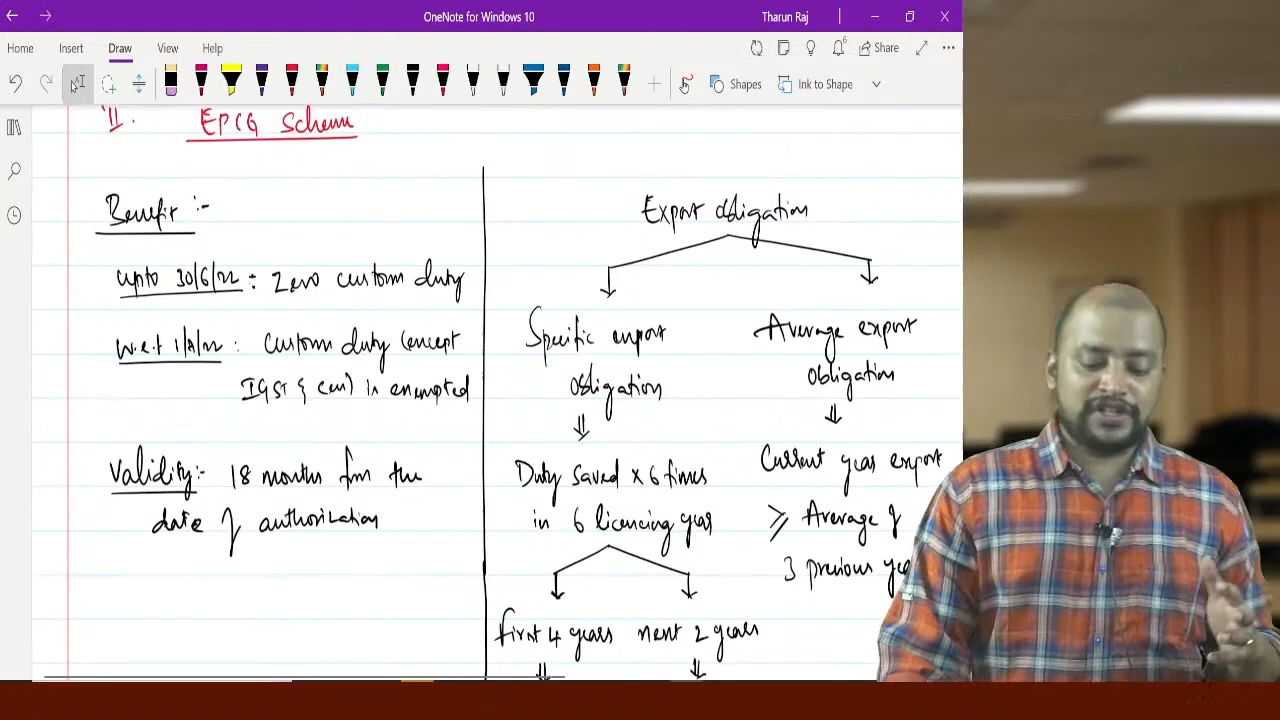 OneNote for Windows 10
Tharun Raj
Home Insert Draw View Help
6
Share
Shapes
Ink to Shape
II. EPCG Scheme
Benefit :-
upto 30/6/22 : Zero custom duty
w.e.f 1/7/22 : Custom duty except
IGST & Cess) is exempted
Validity:- 18 months from the
date of authorization
Export obligation
Specific export
obligation
Duty saved x 6 times
in 6 licencing year
First 4 years next 2 years
Average export
obligation
Current year export
≥ Average of
3 previous